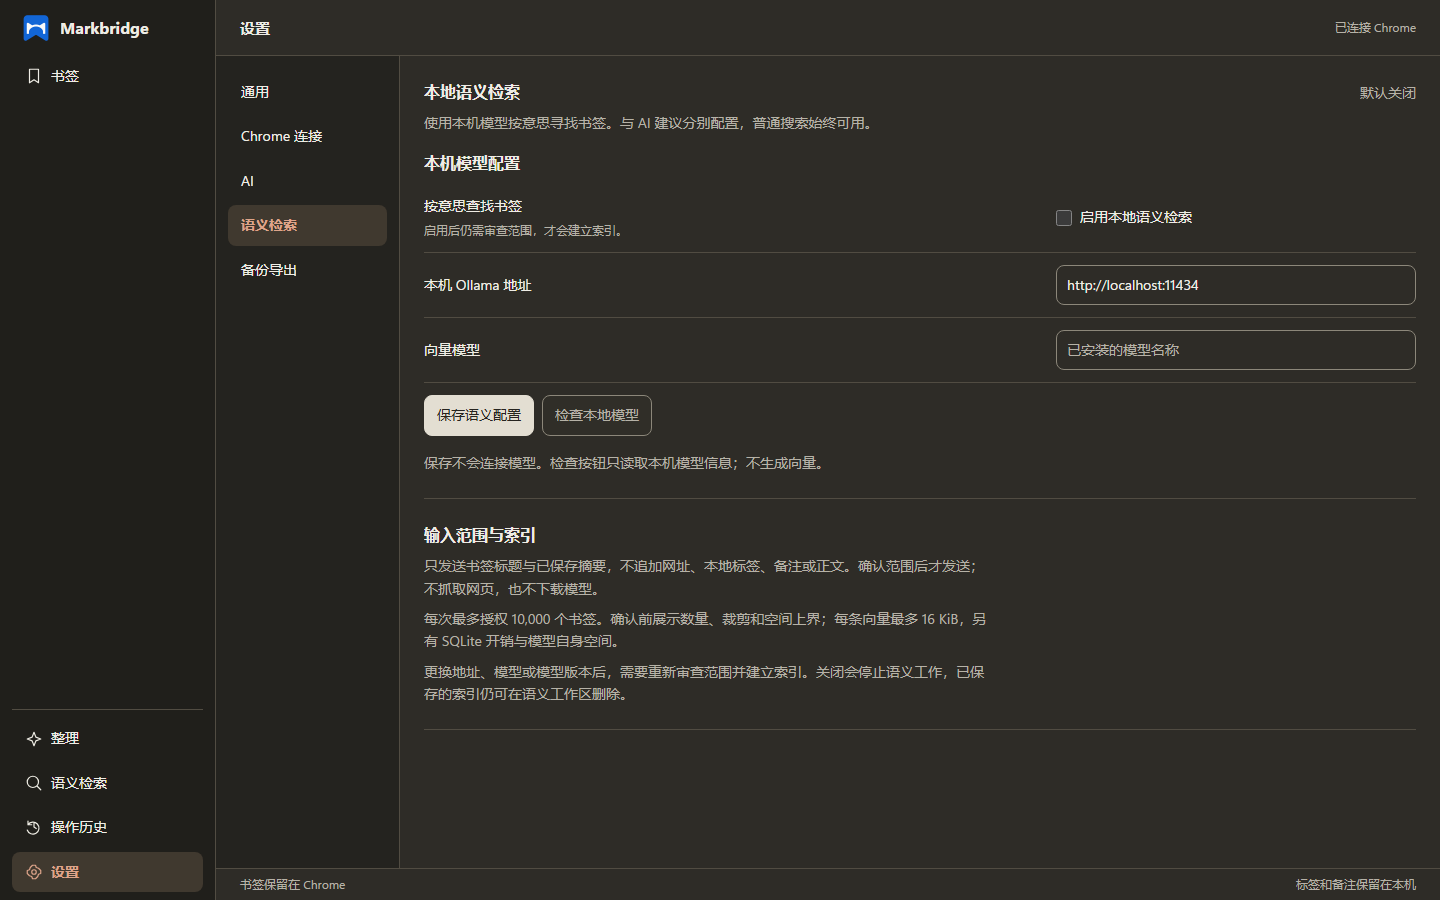 Markbridge
书签
整理
语义检索
操作历史
设置
设置
已连接 Chrome
通用
Chrome 连接
AI
语义检索
备份导出
本地语义检索
默认关闭
使用本机模型按意思寻找书签。与 AI 建议分别配置，普通搜索始终可用。
本机模型配置
按意思查找书签
启用后仍需审查范围，才会建立索引。
启用本地语义检索
本机 Ollama 地址
http://localhost:11434
向量模型
已安装的模型名称
保存语义配置
检查本地模型
保存不会连接模型。检查按钮只读取本机模型信息；不生成向量。
输入范围与索引
只发送书签标题与已保存摘要，不追加网址、本地标签、备注或正文。确认范围后才发送；
不抓取网页，也不下载模型。
每次最多授权 10,000 个书签。确认前展示数量、裁剪和空间上界；每条向量最多 16 KiB，另
有 SQLite 开销与模型自身空间。
更换地址、模型或模型版本后，需要重新审查范围并建立索引。关闭会停止语义工作，已保
存的索引仍可在语义工作区删除。
书签保留在 Chrome
标签和备注保留在本机